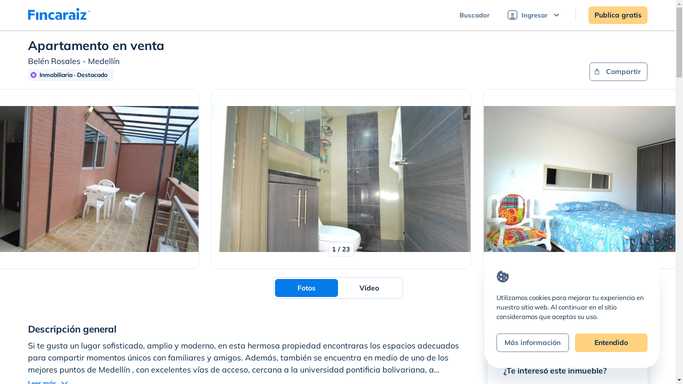 Fincaraiz
Buscador
Ingresar
Publica gratis
Apartamento en venta
Belén Rosales - Medellín
Inmobiliaria · Destacado
Compartir
1 / 23
Fotos
Video
Descripción general
Si te gusta un lugar sofisticado, amplio y moderno, en esta hermosa propiedad encontraras los espacios adecuados
para compartir momentos únicos con familiares y amigos. Además, también se encuentra en medio de uno de los
mejores puntos de Medellín , con excelentes vías de acceso, cercana a la universidad pontificia bolivariana, a...
Leer más
Utilizamos cookies para mejorar tu experiencia en
nuestro sitio web. Al continuar en el sitio
consideramos que aceptas su uso.
Más información
Entendido
¿Te interesó este inmueble?